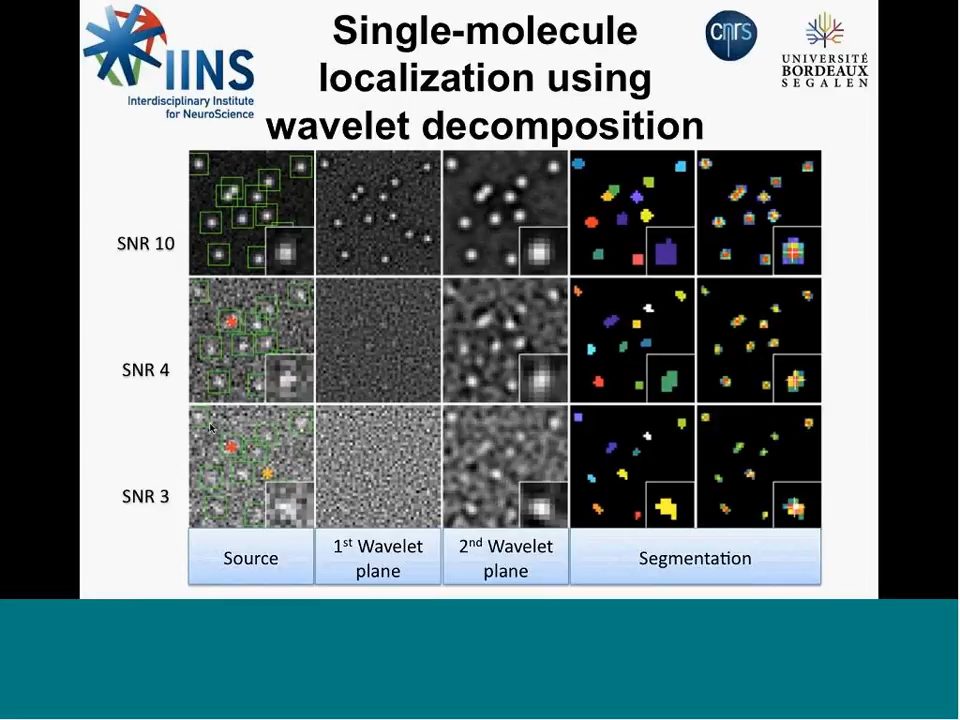 Single-molecule
localization using
wavelet decomposition
IINS
Interdisciplinary Institute
for NeuroScience
cnrs
UNIVERSITÉ
BORDEAUX
SEGALEN
SNR 10
SNR 4
SNR 3
Source
1st Wavelet
plane
2nd Wavelet
plane
Segmentation